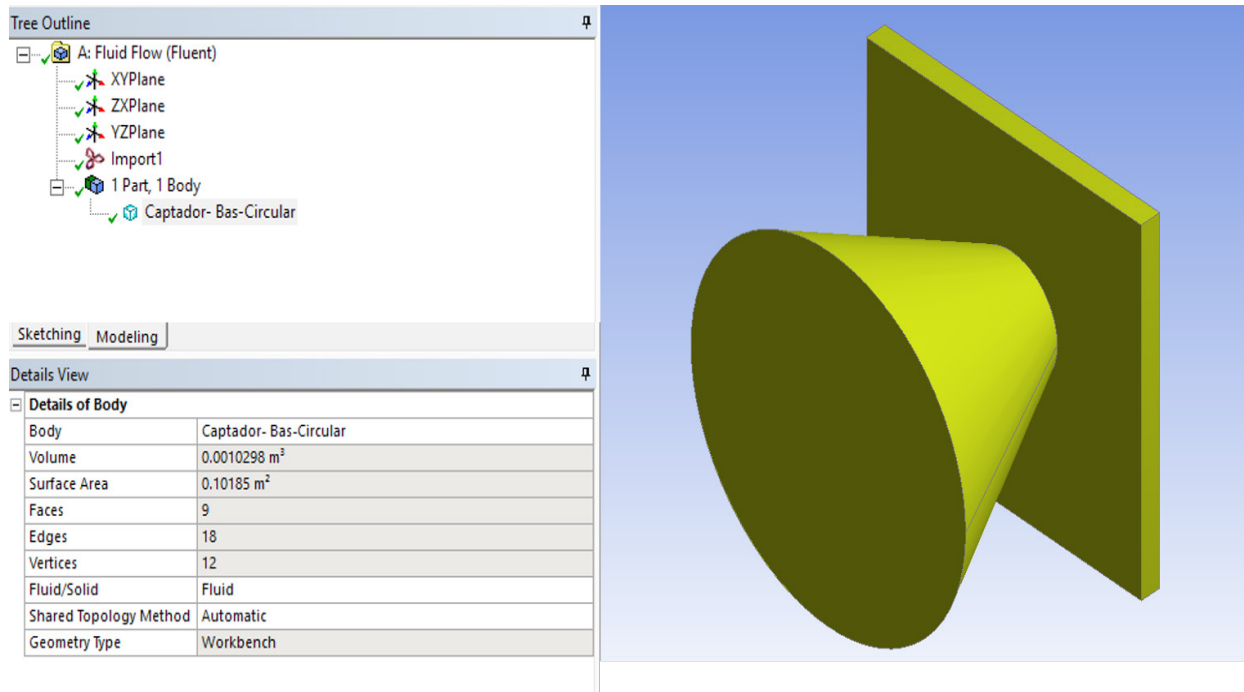 Tree Outline
A: Fluid Flow (Fluent)
XYPlane
ZXPlane
YZPlane
Import1
1 Part, 1 Body
Captador- Bas-Circular
Sketching Modeling
Details View
Details of Body
Body Captador- Bas-Circular
Volume 0.0010298 m³
Surface Area 0.10185 m²
Faces 9
Edges 18
Vertices 12
Fluid/Solid Fluid
Shared Topology Method Automatic
Geometry Type Workbench